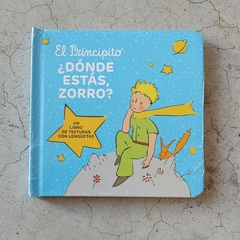 El Principito
¿DÓNDE
ESTÁS,
ZORRO?
UN
LIBRO
DE TEXTURAS
CON LENGÜETAS